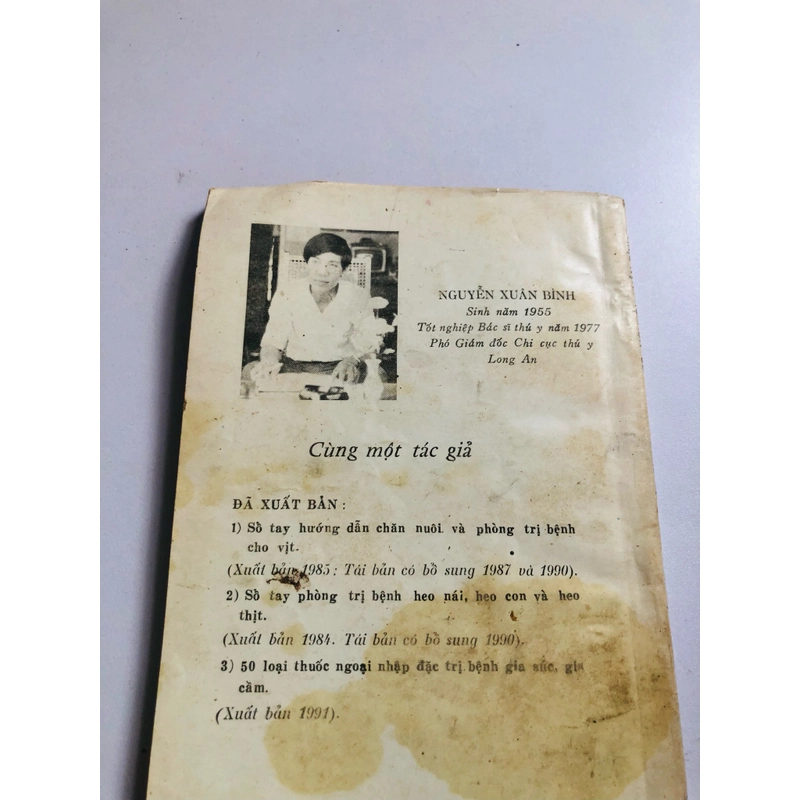 NGUYỄN XUÂN BÌNH
Sinh năm 1955
Tốt nghiệp Bác sĩ thú y năm 1977
Phó Giám đốc Chi cục thú y
Long An
Cùng một tác giả
ĐÃ XUẤT BẢN :
1) Sổ tay hướng dẫn chăn nuôi và phòng trị bệnh
cho vịt.
(Xuất bản 1985; Tái bản có bổ sung 1987 và 1990).
2) Sổ tay phòng trị bệnh heo nái, heo con và heo
thịt.
(Xuất bản 1984. Tái bản có bổ sung 1990).
3) 50 loại thuốc ngoại nhập đặc trị bệnh gia súc, gia
cầm.
(Xuất bản 1991).